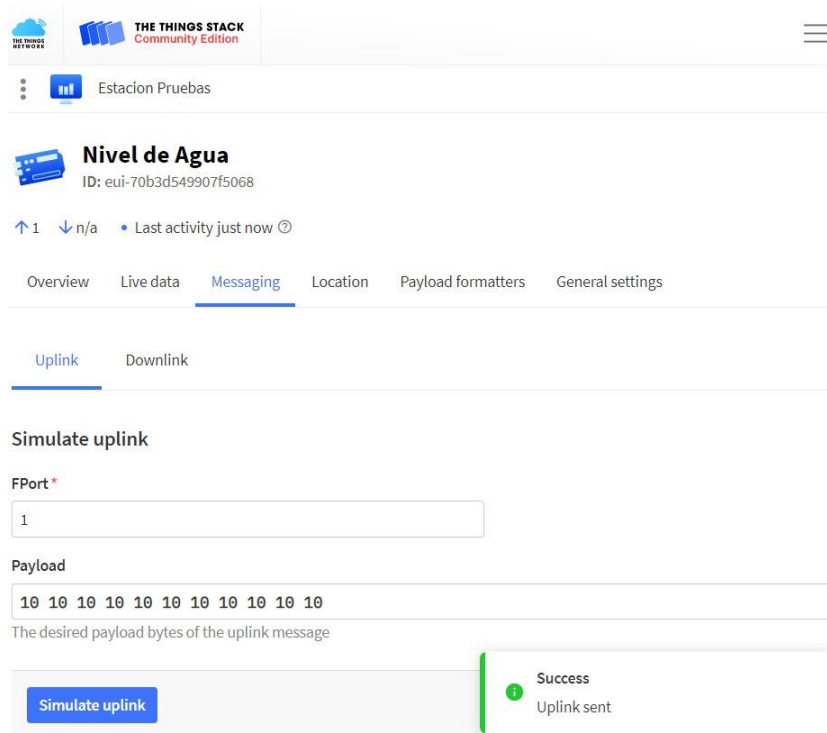 THE THINGS
NETWORK
THE THINGS STACK
Community Edition
Estacion Pruebas
Nivel de Agua
ID: eui-70b3d549907f5068
1 n/a • Last activity just now ?
Overview Live data Messaging Location Payload formatters General settings
Uplink Downlink
Simulate uplink
FPort *
1
Payload
10 10 10 10 10 10 10 10 10 10 10
The desired payload bytes of the uplink message
Success
Simulate uplink
Uplink sent